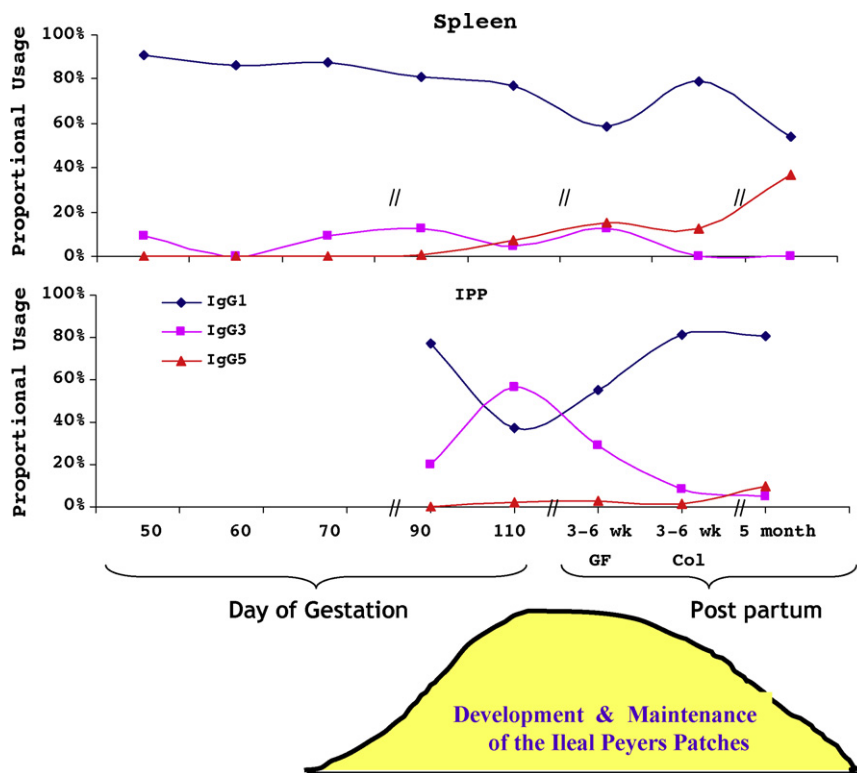 Spleen
Proportional Usage
100%
80%
60%
40%
20%
0%
// // //
IPP
Proportional Usage
100%
80%
60%
40%
20%
0%
IgG1
IgG3
IgG5
// // //
50 60 70 90 110 3-6 wk 3-6 wk 5 month
GF Col
Day of Gestation Post partum
Development & Maintenance
of the Ileal Peyers Patches